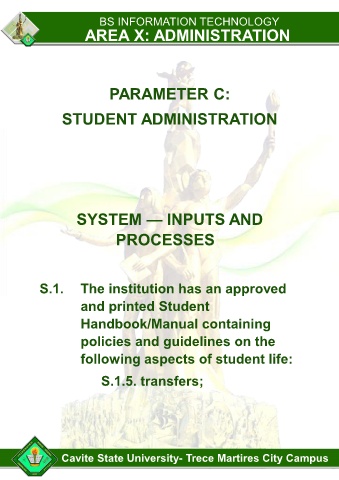 BS INFORMATION TECHNOLOGY
AREA X: ADMINISTRATION
PARAMETER C:
STUDENT ADMINISTRATION
SYSTEM — INPUTS AND
PROCESSES
S.1. The institution has an approved
and printed Student
Handbook/Manual containing
policies and guidelines on the
following aspects of student life:
S.1.5. transfers;
Cavite State University- Trece Martires City Campus